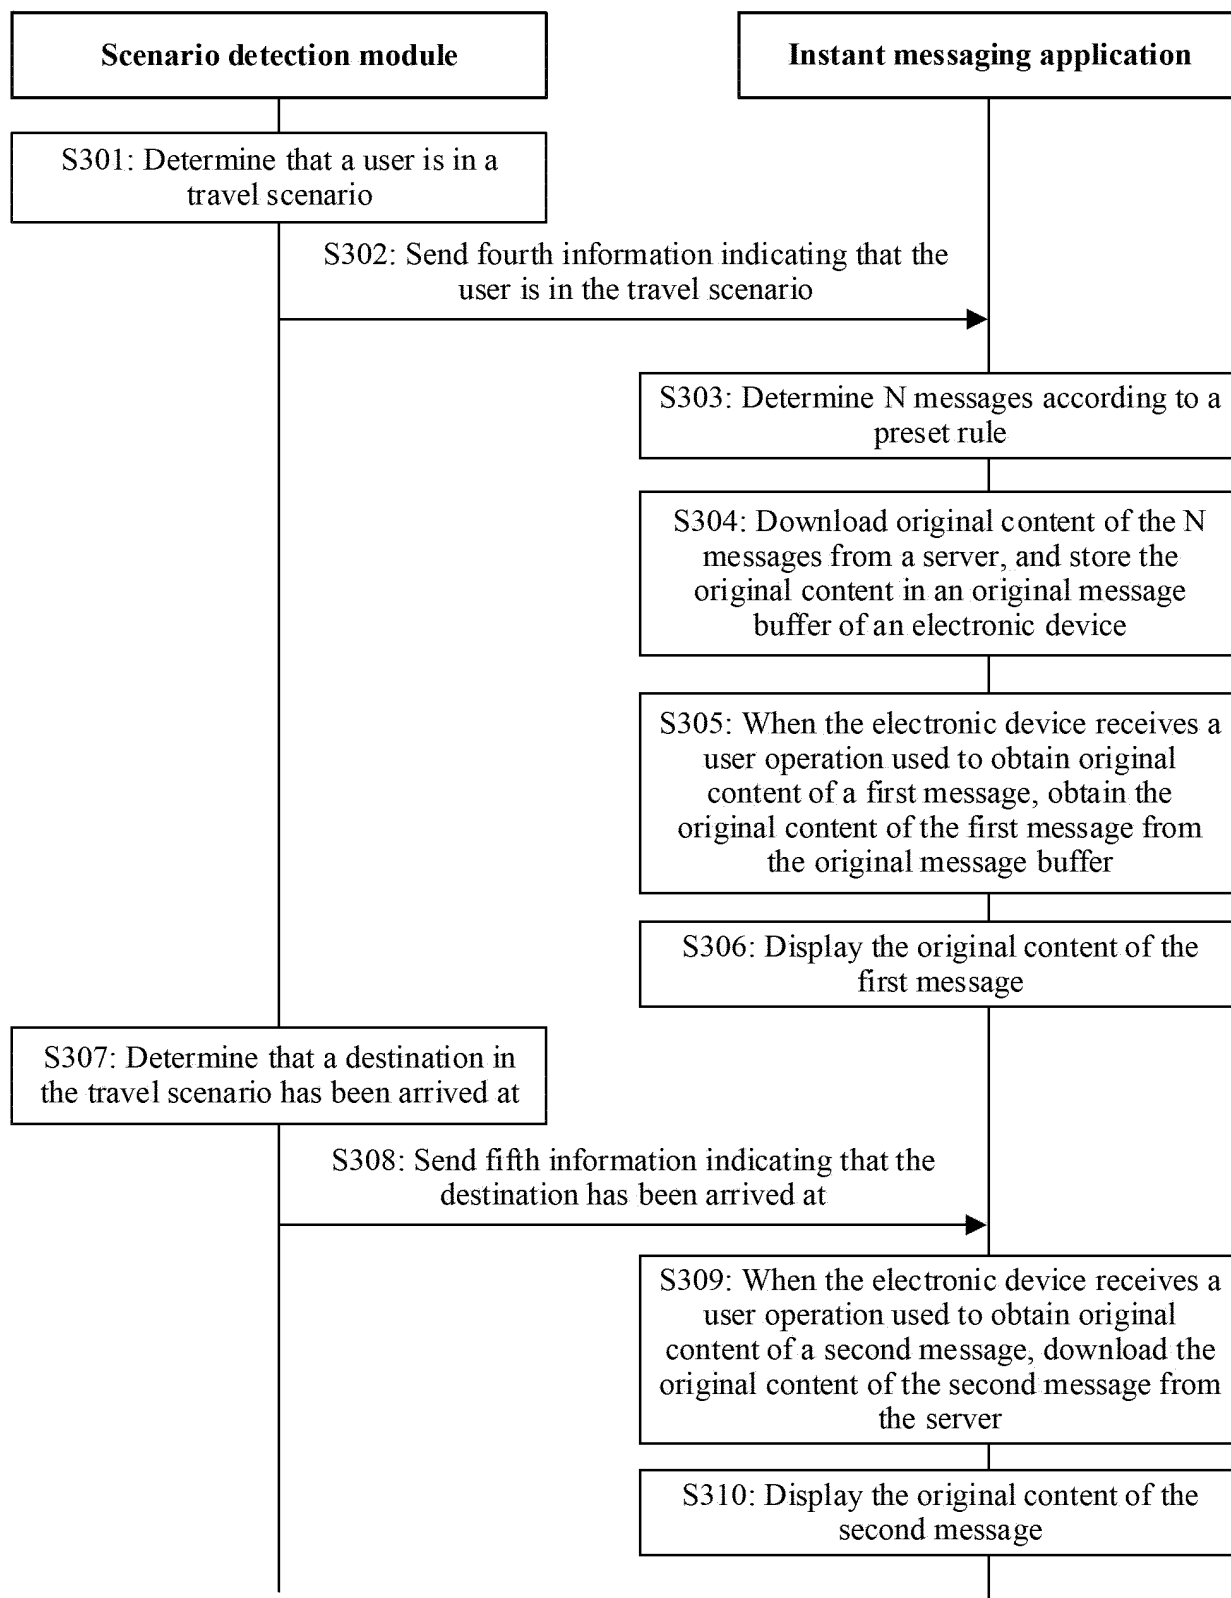 Scenario detection module
Instant messaging application
S301: Determine that a user is in a
travel scenario
S302: Send fourth information indicating that the
user is in the travel scenario
S303: Determine N messages according to a
preset rule
S304: Download original content of the N
messages from a server, and store the
original content in an original message
buffer of an electronic device
S305: When the electronic device receives a
user operation used to obtain original
content of a first message, obtain the
original content of the first message from
the original message buffer
S306: Display the original content of the
first message
S307: Determine that a destination in
the travel scenario has been arrived at
S308: Send fifth information indicating that the
destination has been arrived at
S309: When the electronic device receives a
user operation used to obtain original
content of a second message, download the
original content of the second message from
the server
S310: Display the original content of the
second message